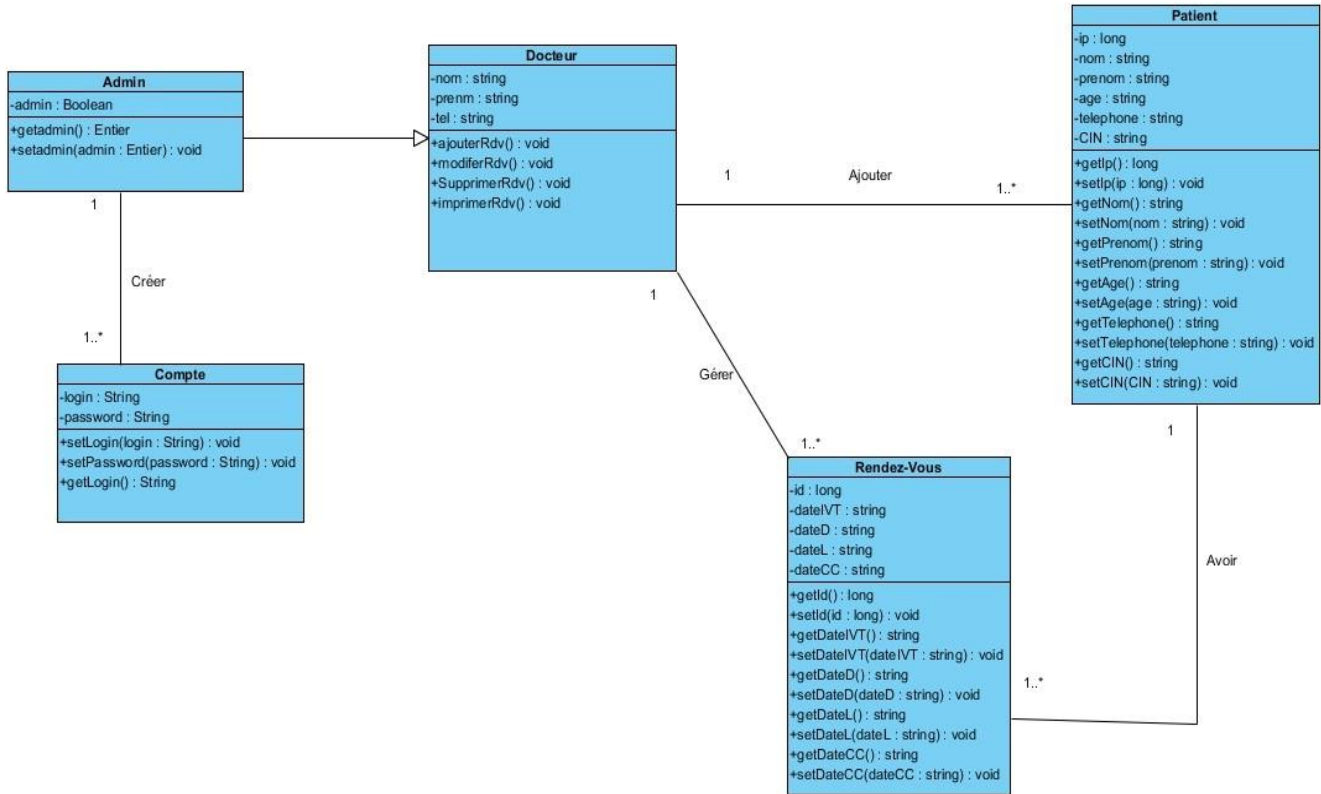 Admin
-admin : Boolean
+getadmin() : Entier
+setadmin(admin : Entier) : void
1
Créer
1..*
Compte
-login : String
-password : String
+setLogin(login : String) : void
+setPassword(password : String) : void
+getLogin() : String
Docteur
-nom : string
-prenm : string
-tel : string
+ajouterRdv() : void
+modiferRdv() : void
+SupprimerRdv() : void
+imprimerRdv() : void
1
Ajouter
1..*
1
Gérer
1..*
Patient
-ip : long
-nom : string
-prenom : string
-age : string
-telephone : string
-CIN : string
+getIp() : long
+setIp(ip : long) : void
+getNom() : string
+setNom(nom : string) : void
+getPrenom() : string
+setPrenom(prenom : string) : void
+getAge() : string
+setAge(age : string) : void
+getTelephone() : string
+setTelephone(telephone : string) : void
+getCIN() : string
+setCIN(CIN : string) : void
1
Avoir
1..*
Rendez-Vous
-id : long
-dateIVT : string
-dateD : string
-dateL : string
-dateCC : string
+getId() : long
+setId(id : long) : void
+getDateIVT() : string
+setDateIVT(dateIVT : string) : void
+getDateD() : string
+setDateD(dateD : string) : void
+getDateL() : string
+setDateL(dateL : string) : void
+getDateCC() : string
+setDateCC(dateCC : string) : void